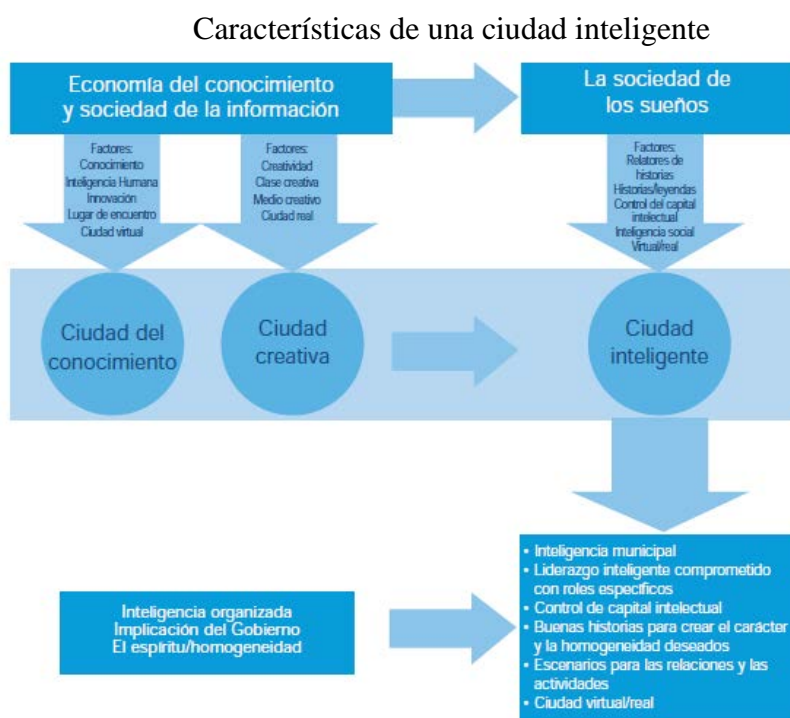 Características de una ciudad inteligente
Economía del conocimiento
y sociedad de la información
La sociedad de
los sueños
Factores:
Conocimiento
Inteligencia Humana
Innovación
Lugar de encuentro
Ciudad virtual
Factores:
Creatividad
Clase creativa
Medio creativo
Ciudad real
Factores:
Relatores de
historias
Historias/leyendas
Control del capital
intelectual
Inteligencia social
Virtual/real
Ciudad del
conocimiento
Ciudad
creativa
Ciudad
inteligente
Inteligencia organizada
Implicación del Gobierno
El espíritu/homogeneidad
• Inteligencia municipal
• Liderazgo inteligente comprometido
con roles específicos
• Control de capital intelectual
• Buenas historias para crear el carácter
y la homogeneidad deseados
• Escenarios para las relaciones y las
actividades
• Ciudad virtual/real